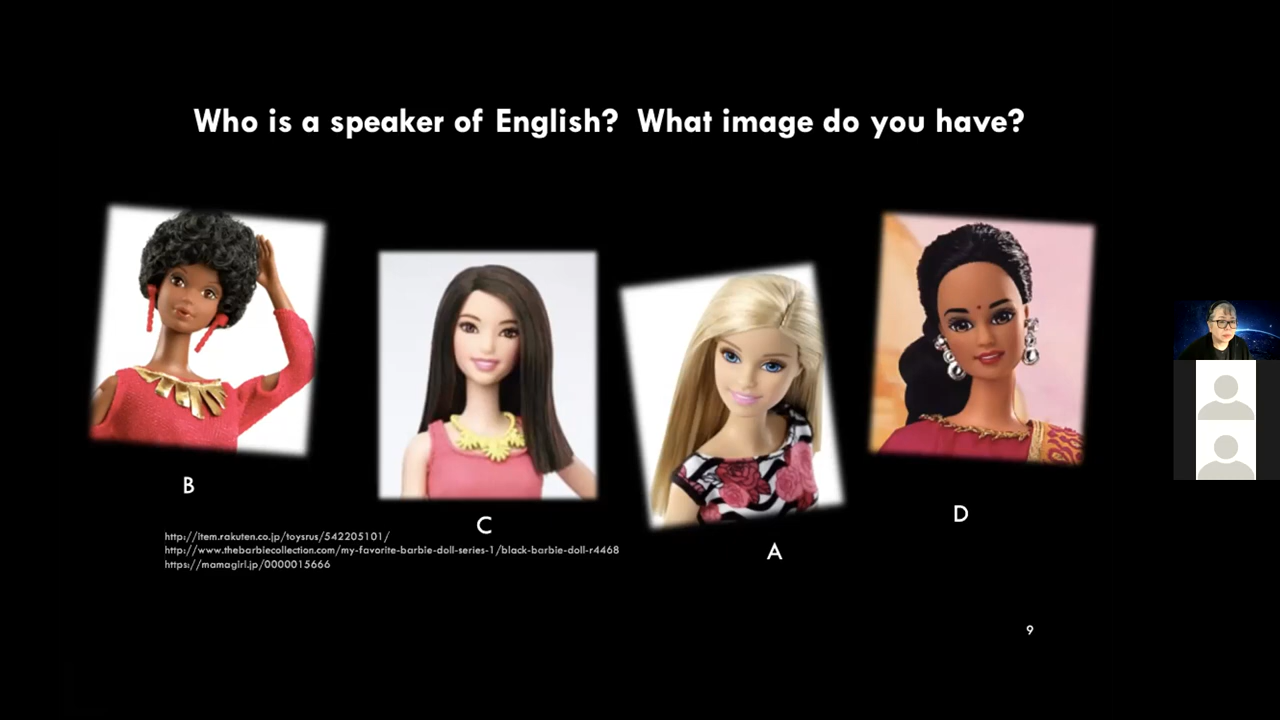 Who is a speaker of English?  What image do you have?
B
C
A
D
http://item.rakuten.co.jp/toysrus/542205101/
http://www.thebarbiecollection.com/my-favorite-barbie-doll-series-1/black-barbie-doll-r4468
https://mamagirl.jp/0000015666
9